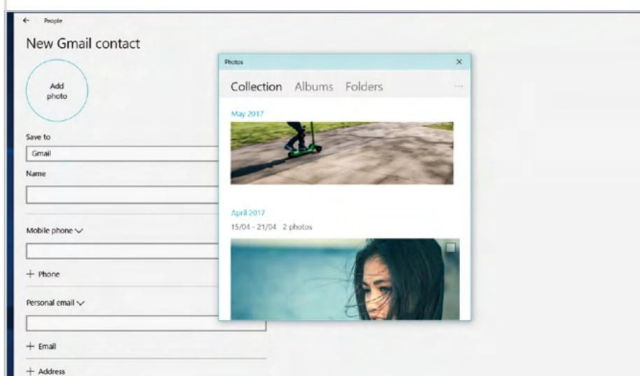 People
New Gmail contact
Add
photo
Save to
Gmail
Name
Mobile phone
+ Phone
Personal email
+ Email
+ Address
Photos
Collection Albums Folders
May 2017
April 2017
15/04 - 21/04 2 photos